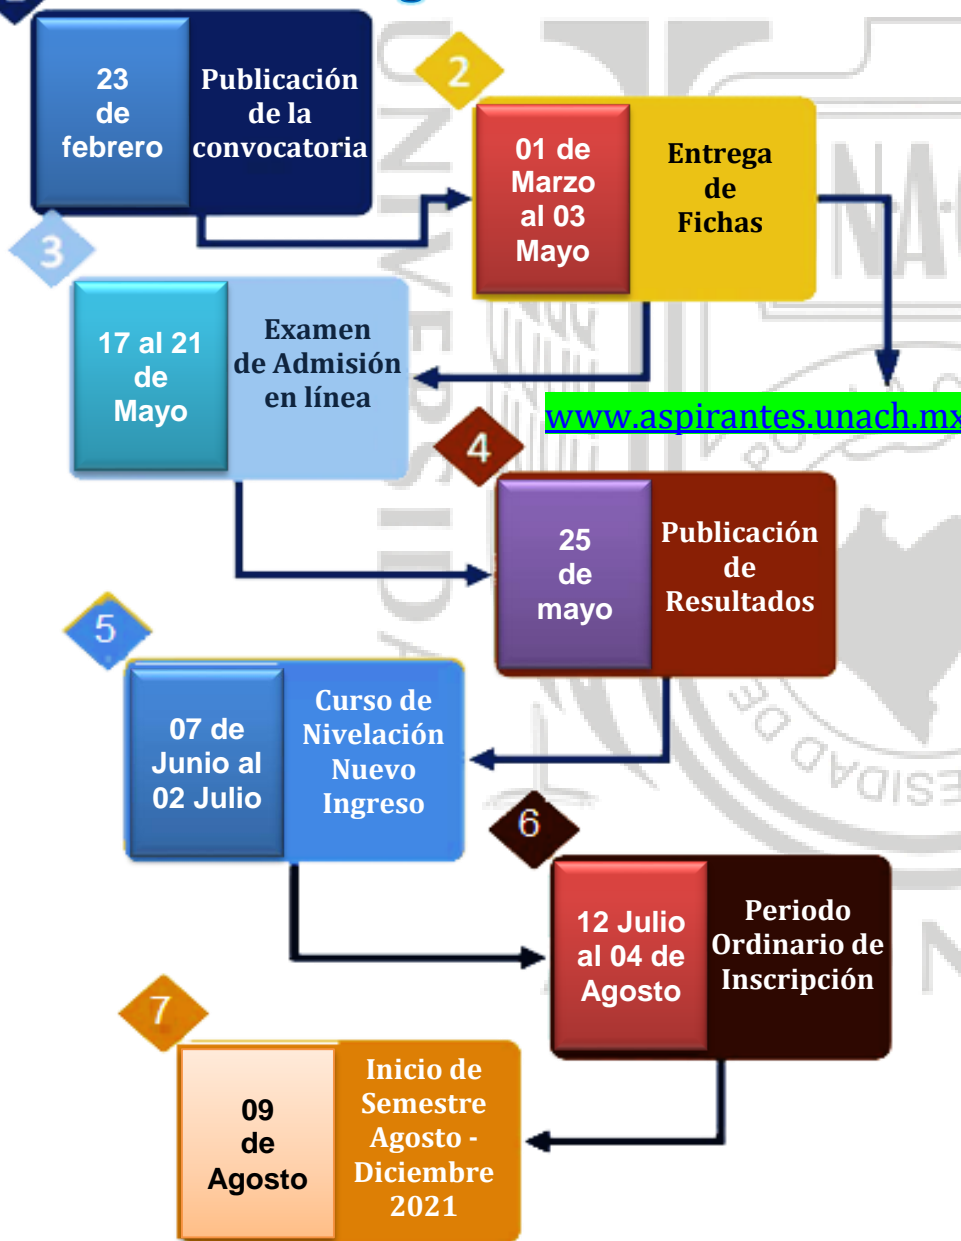 23
de
febrero
Publicación
de la
convocatoria
2
01 de
Marzo
al 03
Mayo
Entrega
de
Fichas
3
17 al 21
de
Mayo
Examen
de Admisión
en línea
www.aspirantes.unach.mx
4
25
de
mayo
Publicación
de
Resultados
5
07 de
Junio al
02 Julio
Curso de
Nivelación
Nuevo
Ingreso
6
12 Julio
al 04 de
Agosto
Periodo
Ordinario de
Inscripción
7
09
de
Agosto
Inicio de
Semestre
Agosto -
Diciembre
2021